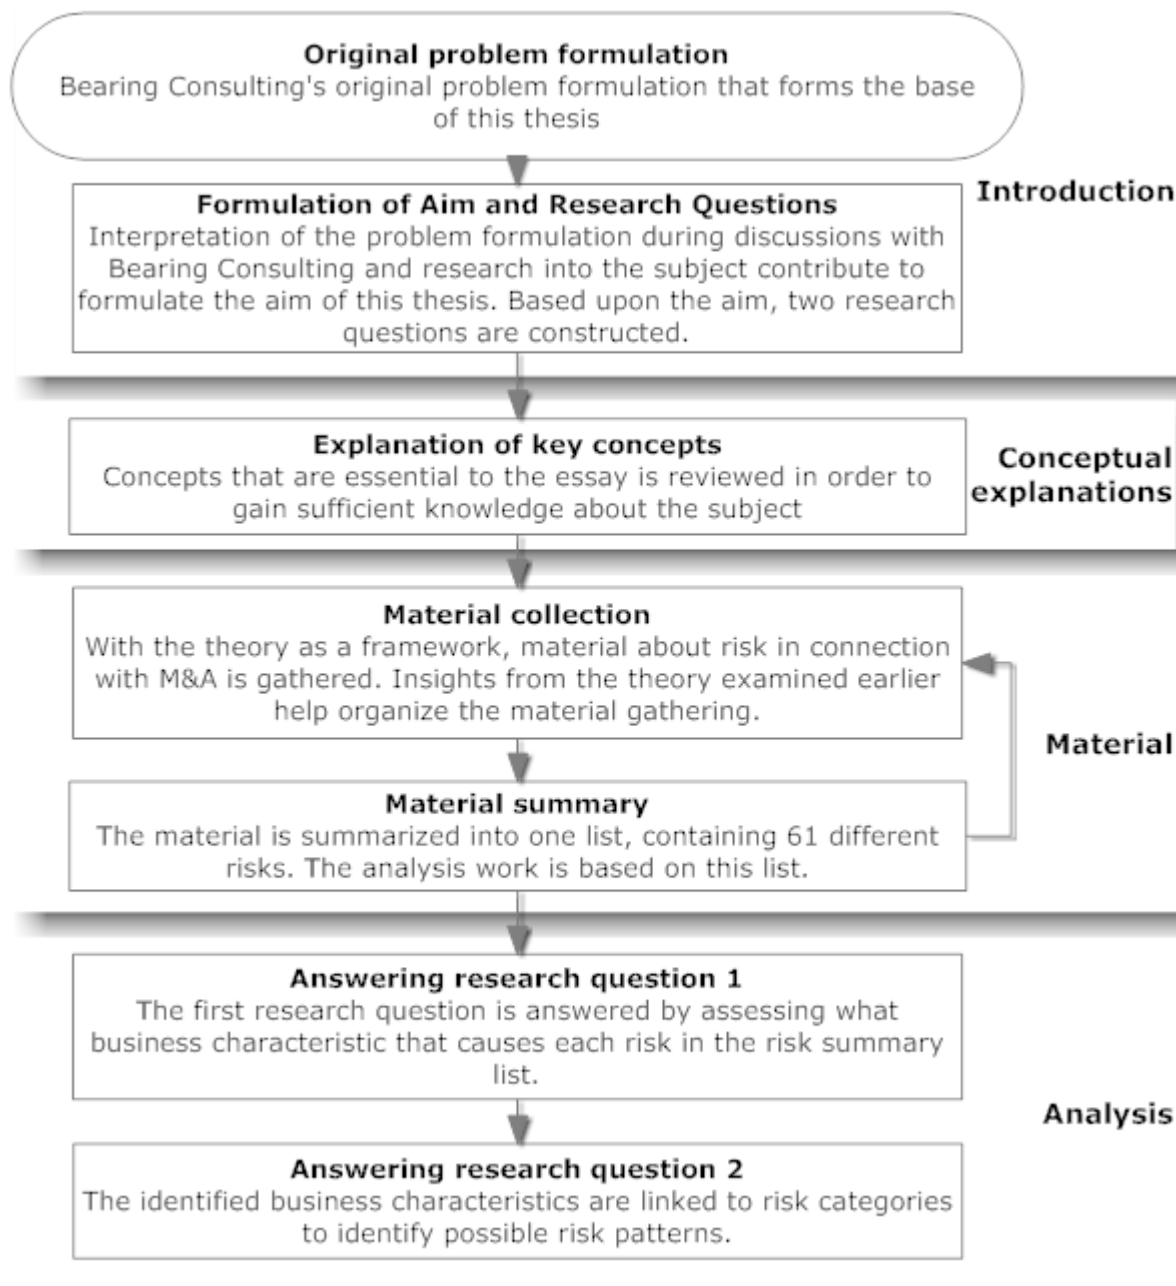 Original problem formulation
Bearing Consulting's original problem formulation that forms the base
of this thesis
Introduction
Formulation of Aim and Research Questions
Interpretation of the problem formulation during discussions with
Bearing Consulting and research into the subject contribute to
formulate the aim of this thesis. Based upon the aim, two research
questions are constructed.
Conceptual
explanations
Explanation of key concepts
Concepts that are essential to the essay is reviewed in order to
gain sufficient knowledge about the subject
Material collection
With the theory as a framework, material about risk in connection
with M&A is gathered. Insights from the theory examined earlier
help organize the material gathering.
Material
Material summary
The material is summarized into one list, containing 61 different
risks. The analysis work is based on this list.
Answering research question 1
The first research question is answered by assessing what
business characteristic that causes each risk in the risk summary
list.
Analysis
Answering research question 2
The identified business characteristics are linked to risk categories
to identify possible risk patterns.